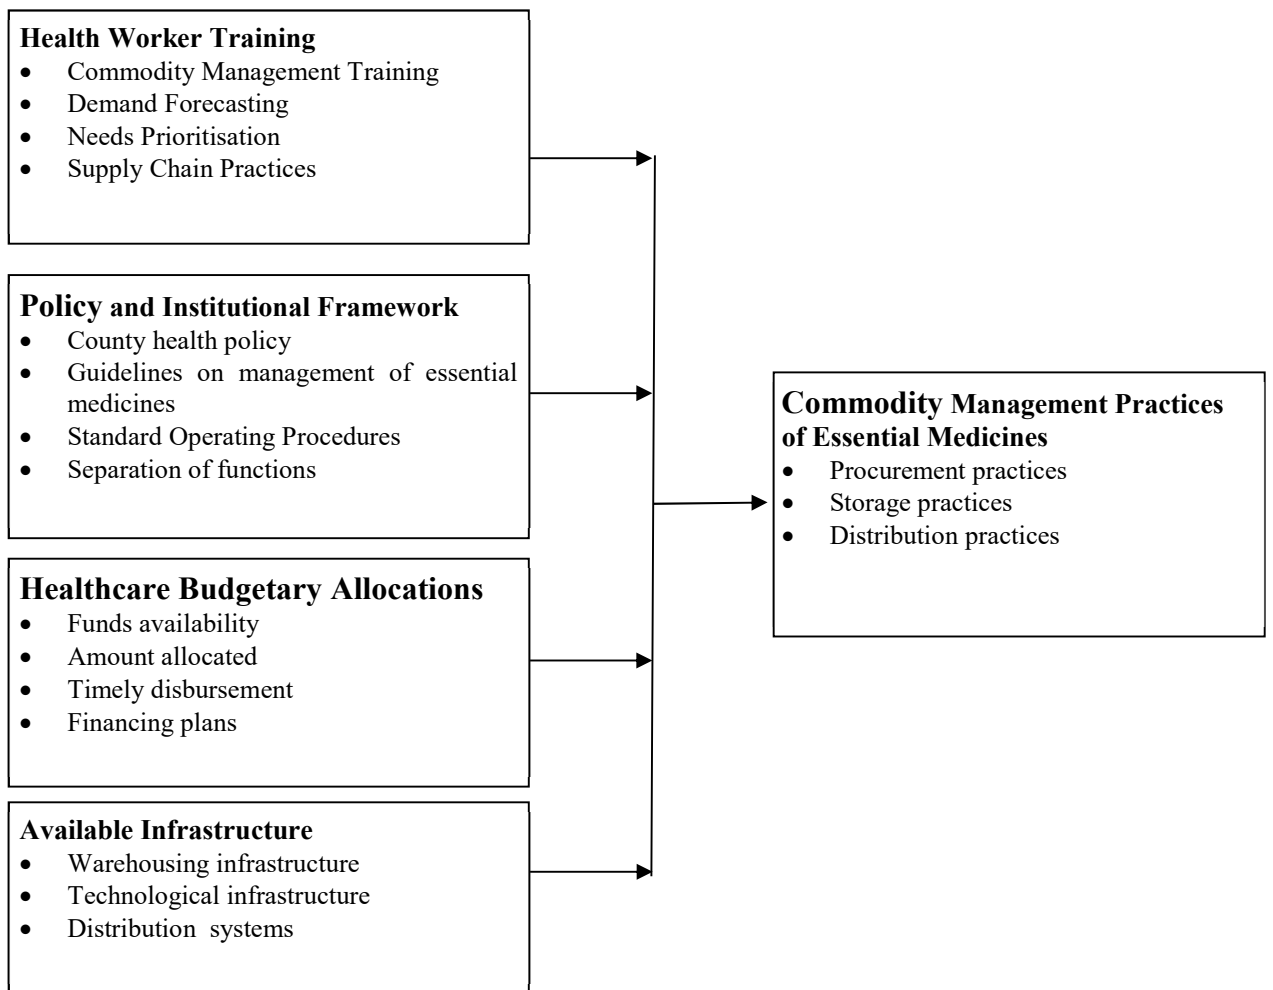 Health Worker Training
• Commodity Management Training
• Demand Forecasting
• Needs Prioritisation
• Supply Chain Practices
Policy and Institutional Framework
• County health policy
• Guidelines on management of essential
medicines
• Standard Operating Procedures
• Separation of functions
Healthcare Budgetary Allocations
• Funds availability
• Amount allocated
• Timely disbursement
• Financing plans
Available Infrastructure
• Warehousing infrastructure
• Technological infrastructure
• Distribution systems
Commodity Management Practices
of Essential Medicines
• Procurement practices
• Storage practices
• Distribution practices